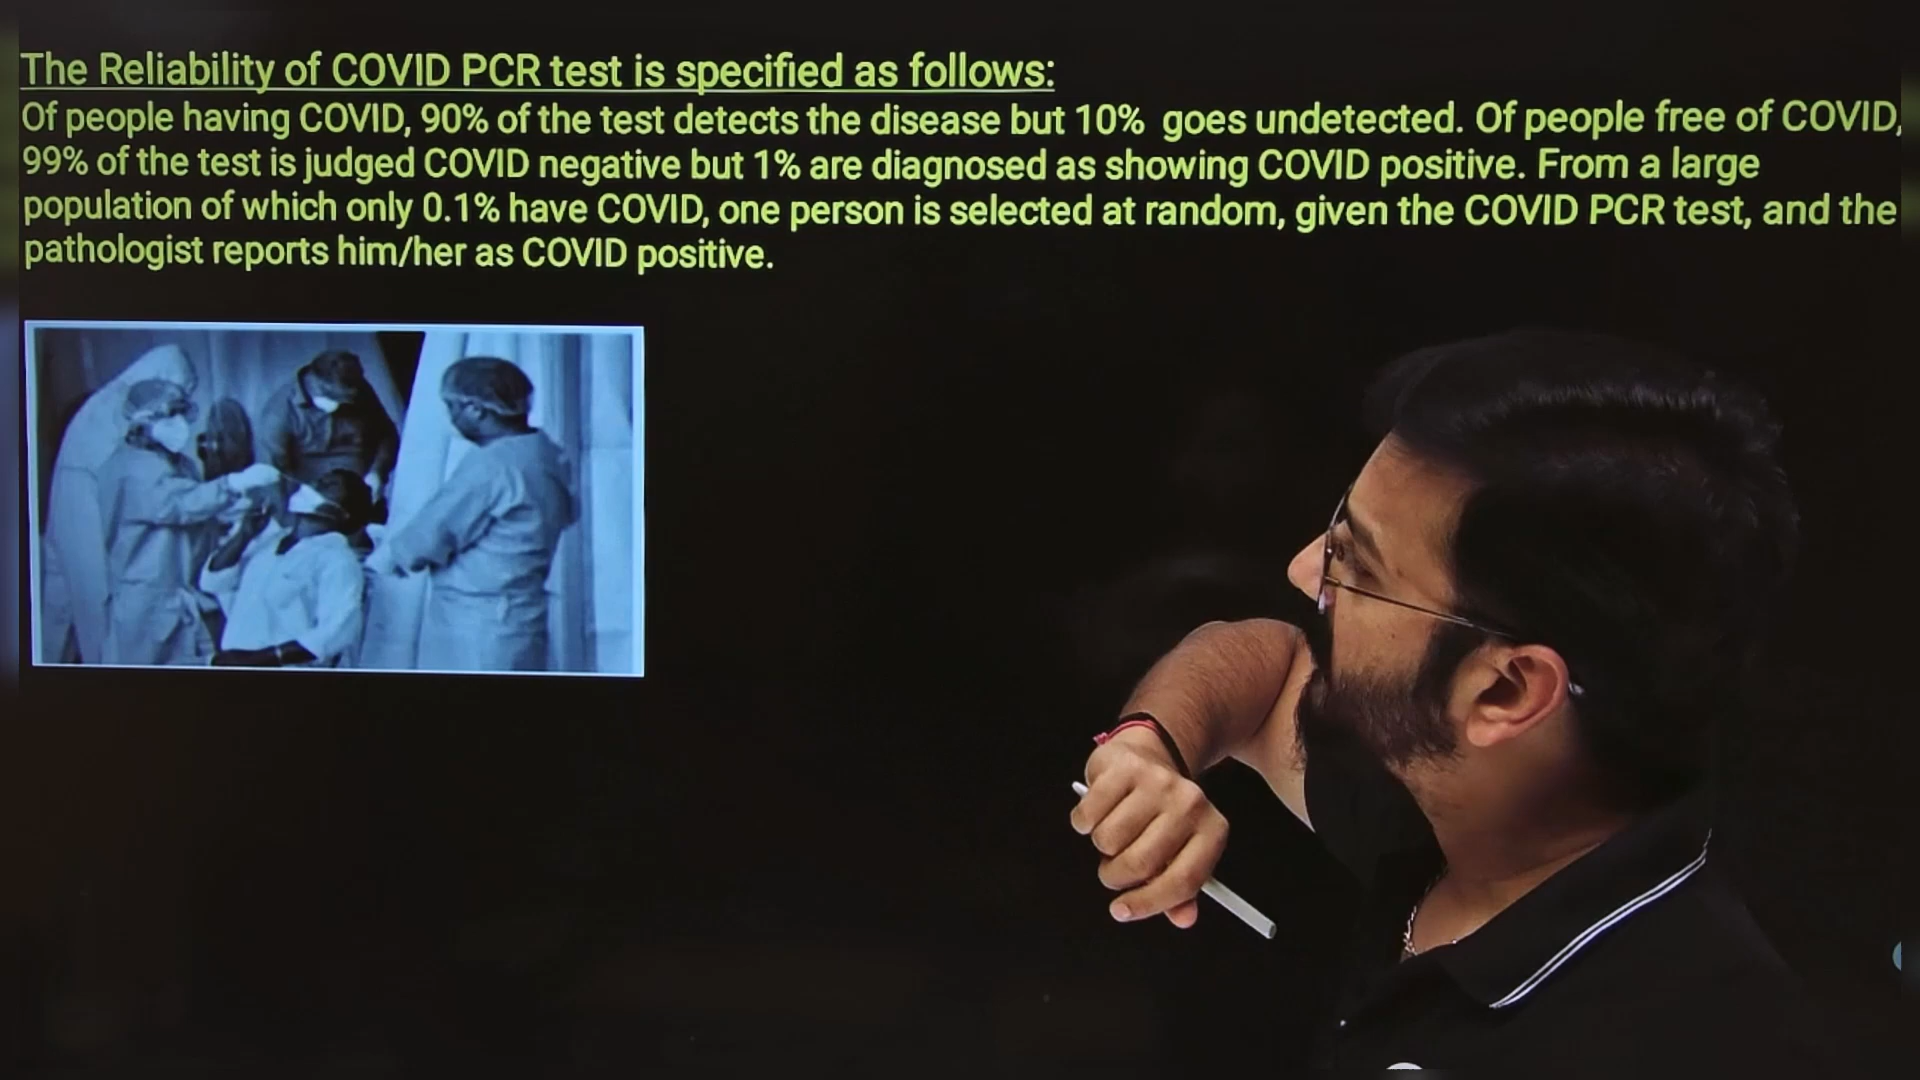 The Reliability of COVID PCR test is specified as follows:
Of people having COVID, 90% of the test detects the disease but 10% goes undetected. Of people free of COVID,
99% of the test is judged COVID negative but 1% are diagnosed as showing COVID positive. From a large
population of which only 0.1% have COVID, one person is selected at random, given the COVID PCR test, and the
pathologist reports him/her as COVID positive.